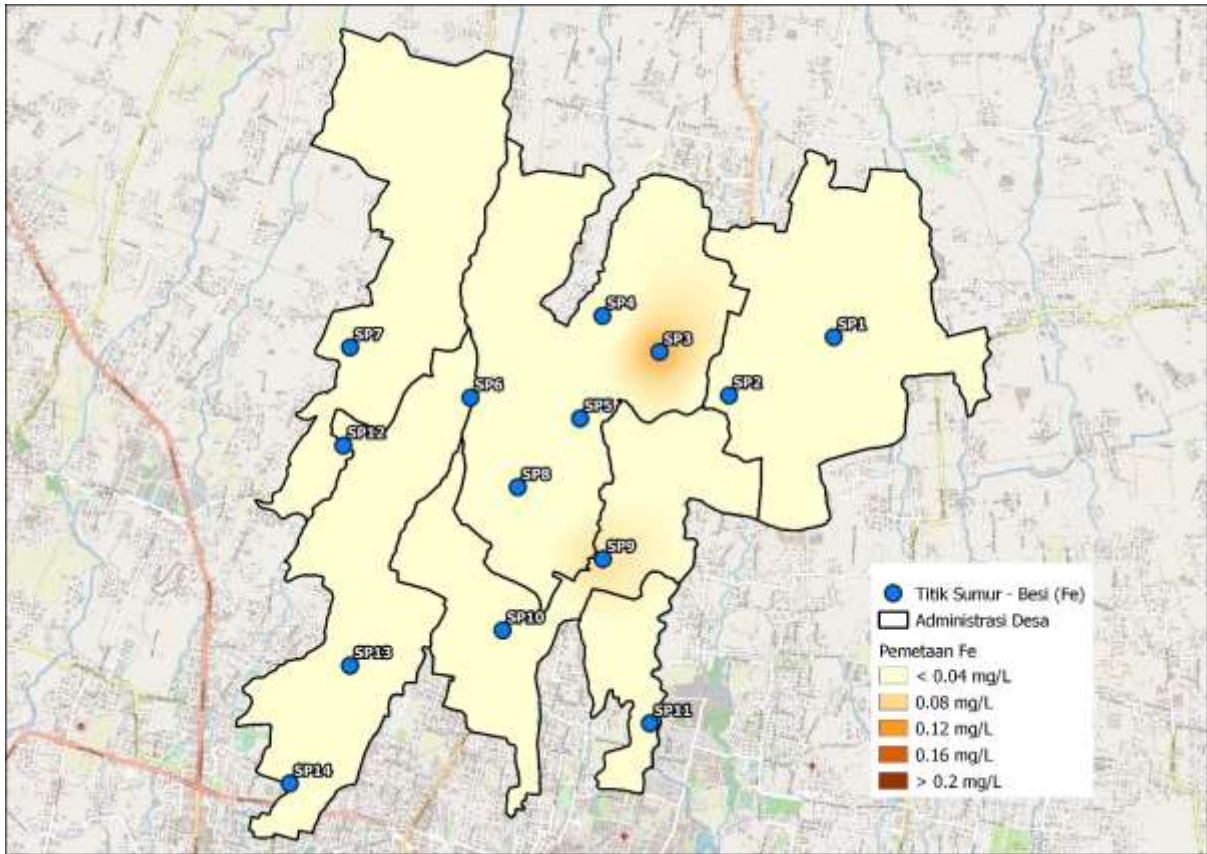 SP4
SP1
SP7
SP3
SP6
SP2
SP5
SP12
SP8
SP9
SP10
SP13
SP11
SP14
Titik Sumur - Besi (Fe)
Administrasi Desa
Pemetaan Fe
< 0.04 mg/L
0.08 mg/L
0.12 mg/L
0.16 mg/L
> 0.2 mg/L